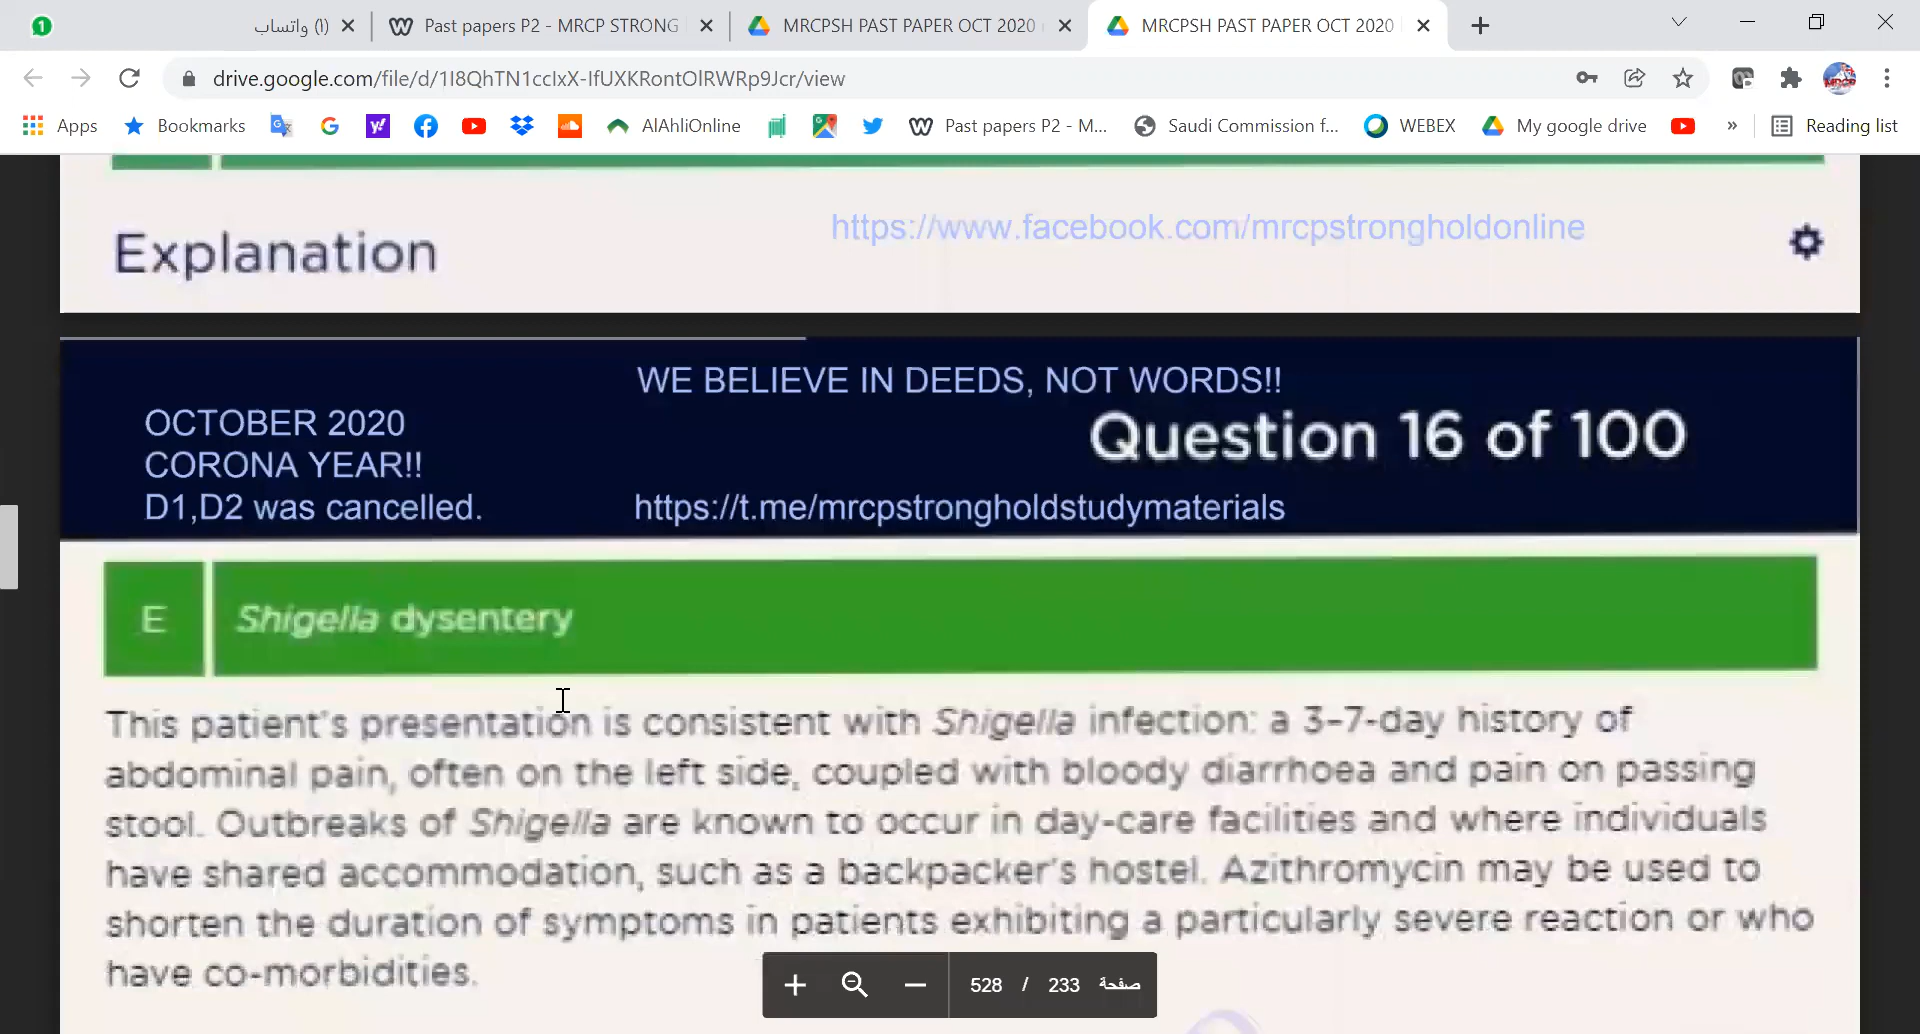 واتساب (1)
Past papers P2 - MRCP STRONG
MRCPSH PAST PAPER OCT 2020
MRCPSH PAST PAPER OCT 2020
drive.google.com/file/d/1I8QhTN1ccIxX-IfUXKRontOlRWRp9Jcr/view
Apps Bookmarks AlAhliOnline Past papers P2 - M... Saudi Commission f... WEBEX My google drive » Reading list
Explanation
https://www.facebook.com/mrcpstrongholdonline
WE BELIEVE IN DEEDS, NOT WORDS!!
OCTOBER 2020
CORONA YEAR!!
D1,D2 was cancelled.
Question 16 of 100
https://t.me/mrcpstrongholdstudymaterials
E Shigella dysentery
This patient's presentation is consistent with Shigella infection: a 3–7-day history of
abdominal pain, often on the left side, coupled with bloody diarrhoea and pain on passing
stool. Outbreaks of Shigella are known to occur in day-care facilities and where individuals
have shared accommodation, such as a backpacker's hostel. Azithromycin may be used to
shorten the duration of symptoms in patients exhibiting a particularly severe reaction or who
have co-morbidities.
528 / 233 صفحة